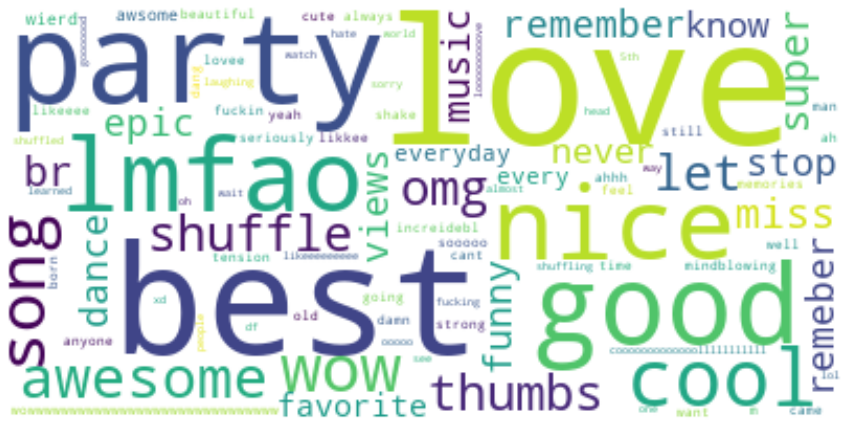 wierd awsome beautiful cute always
party love music remember know super
hate world
watch
lovee
5th
dang laughing
sorry
likeeee fuckin yeah shake head man
epic
shuffled seriously likkee still ah
br lmfao views everyday never let stop
omg every ahhh way
learned oh wait almost feel memories
song dance shuffle nice miss
increidebl
sooooo well
born tension likeeeeeeee cant
best funny shuffling time mindblowing remeber
good
xd going fucking
people df old damn strong
anyone ooooo
see coooooooooooolllllllllll
awesome wow thumbs cool lol
favorite one want m came